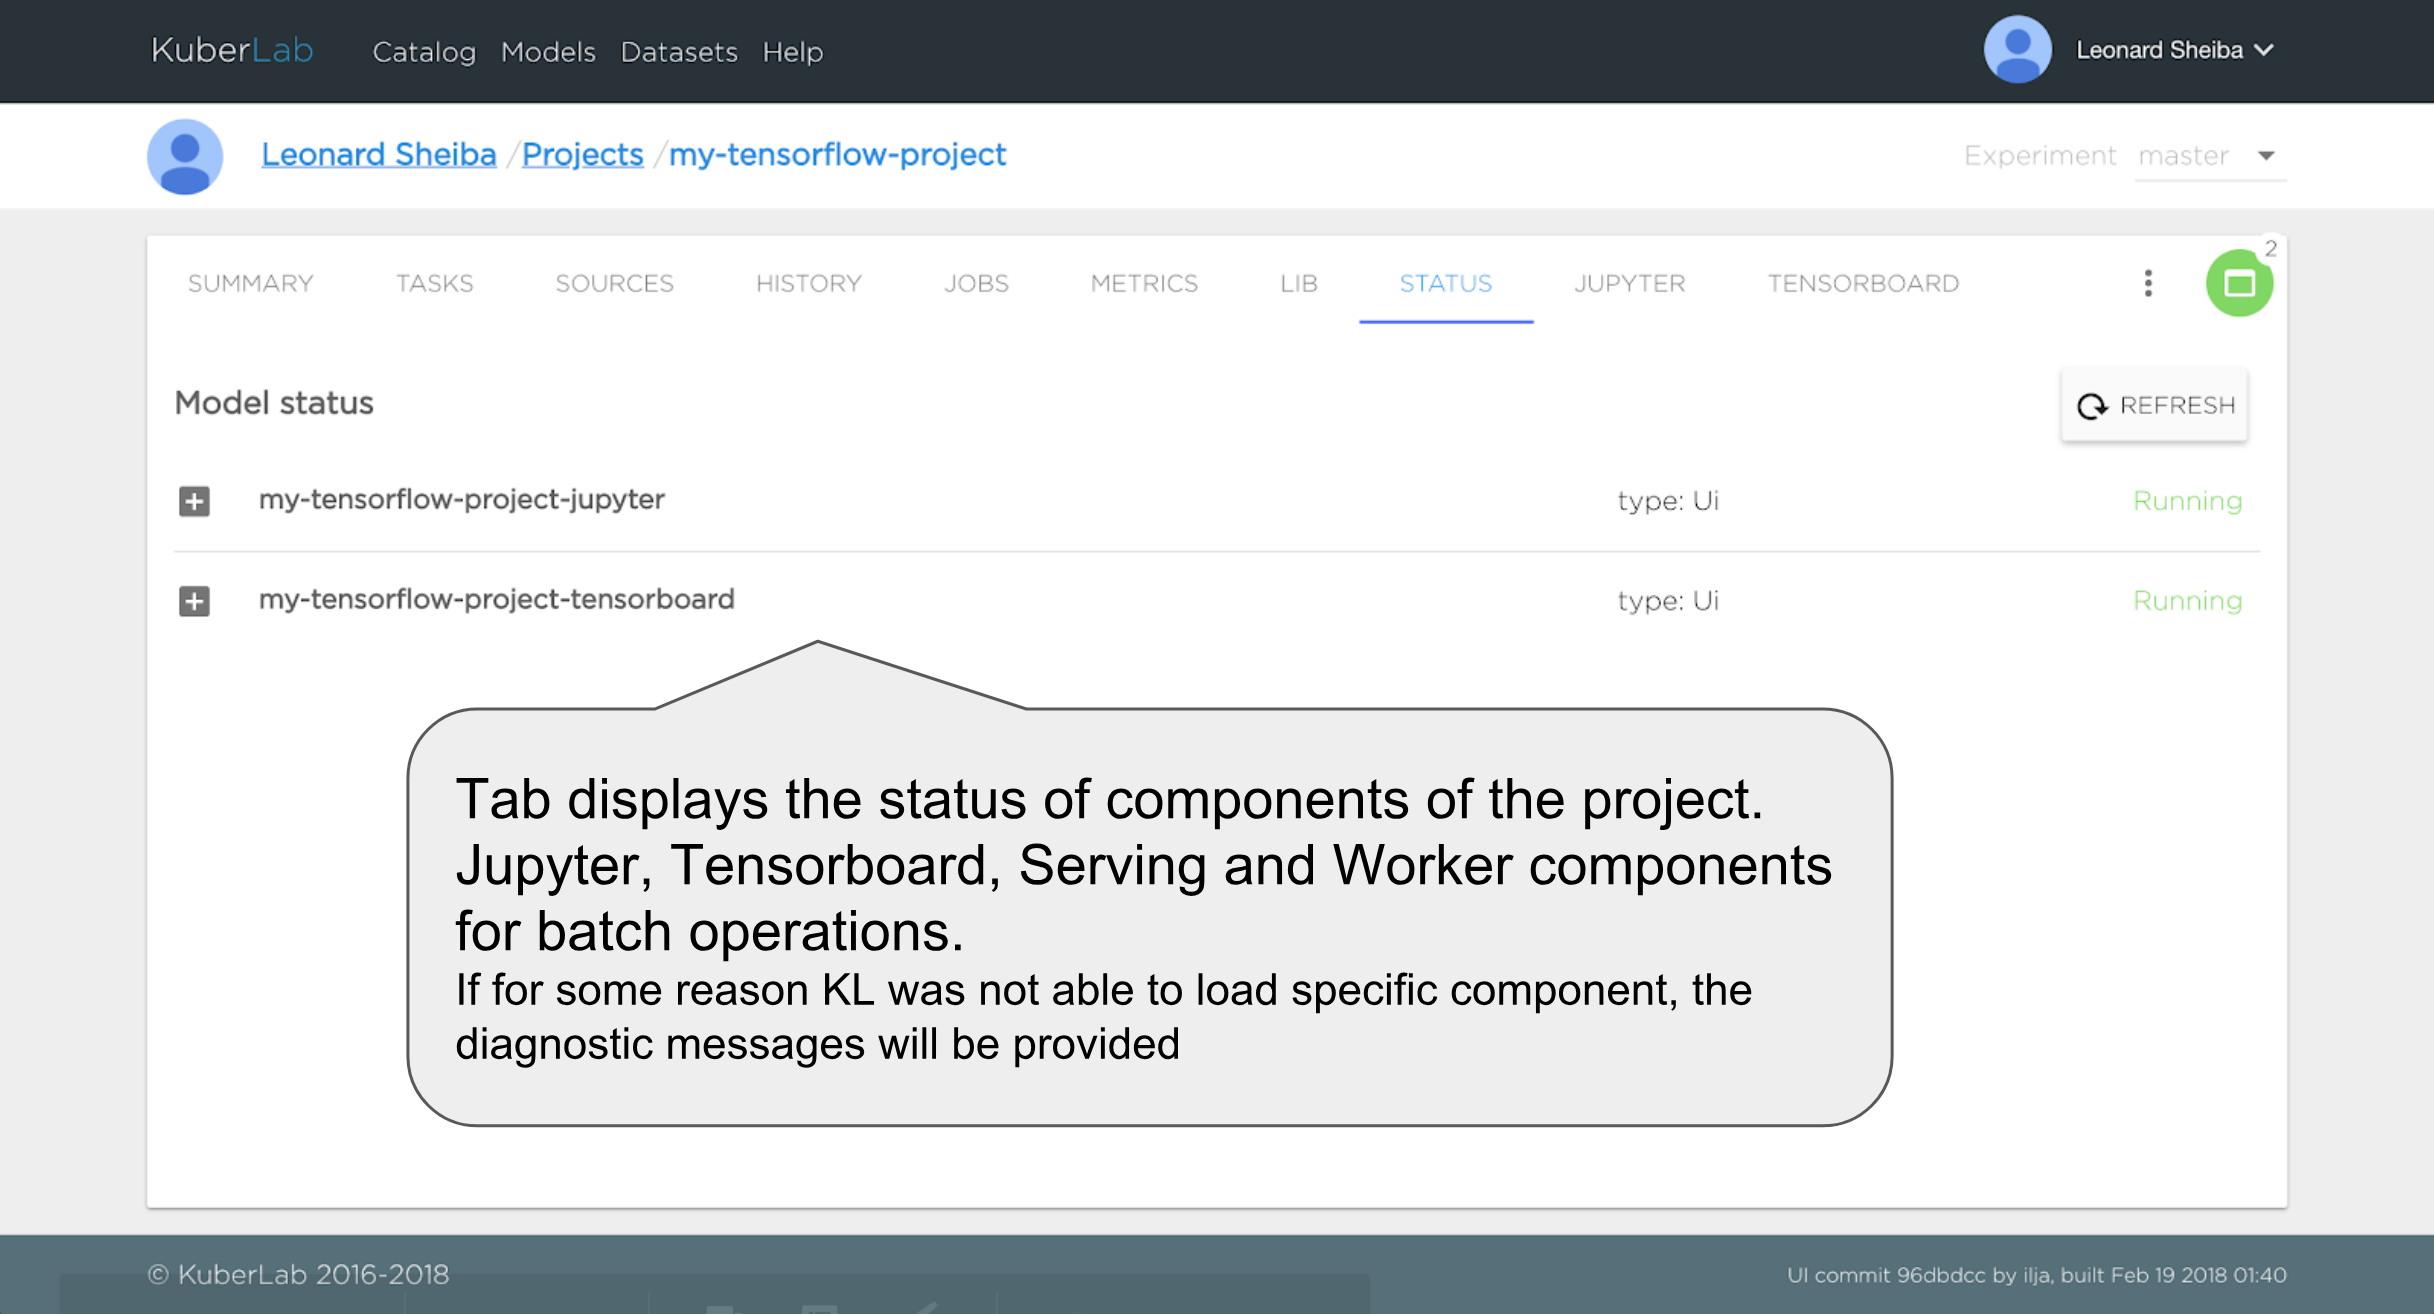 KuberLab Catalog Models Datasets Help Leonard Sheiba
Leonard Sheiba /Projects /my-tensorflow-project Experiment master
2
SUMMARY TASKS SOURCES HISTORY JOBS METRICS LIB STATUS JUPYTER TENSORBOARD
Model status REFRESH
my-tensorflow-project-jupyter type: Ui Running
my-tensorflow-project-tensorboard type: Ui Running
Tab displays the status of components of the project.
Jupyter, Tensorboard, Serving and Worker components
for batch operations.
If for some reason KL was not able to load specific component, the
diagnostic messages will be provided
© KuberLab 2016-2018 UI commit 96dbdcc by ilja, built Feb 19 2018 01:40